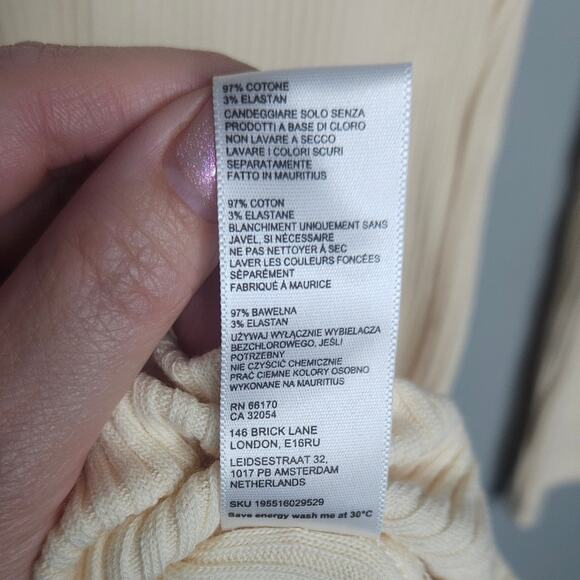 97% COTONE
3% ELASTAN
CANDEGGIARE SOLO SENZA
PRODOTTI A BASE DI CLORO
NON LAVARE A SECCO
LAVARE I COLORI SCURI
SEPARATAMENTE
FATTO IN MAURITIUS
97% COTON
3% ELASTANE
BLANCHIMENT UNIQUEMENT SANS
JAVEL, SI NÉCESSAIRE
NE PAS NETTOYER À SEC
LAVER LES COULEURS FONCÉES
SÉPARÉMENT
FABRIQUÉ À MAURICE
97% BAWEŁNA
3% ELASTAN
UŻYWAJ WYŁĄCZNIE WYBIELACZA
BEZCHLOROWEGO, JEŚLI
POTRZEBNY
NIE CZYŚCIĆ CHEMICZNIE
PRAĆ CIEMNE KOLORY OSOBNO
WYKONANE NA MAURITIUS
RN 66170
CA 32054
146 BRICK LANE
LONDON, E16RU
LEIDSESTRAAT 32,
1017 PB AMSTERDAM
NETHERLANDS
SKU 195516029529
Save energy wash me at 30°C